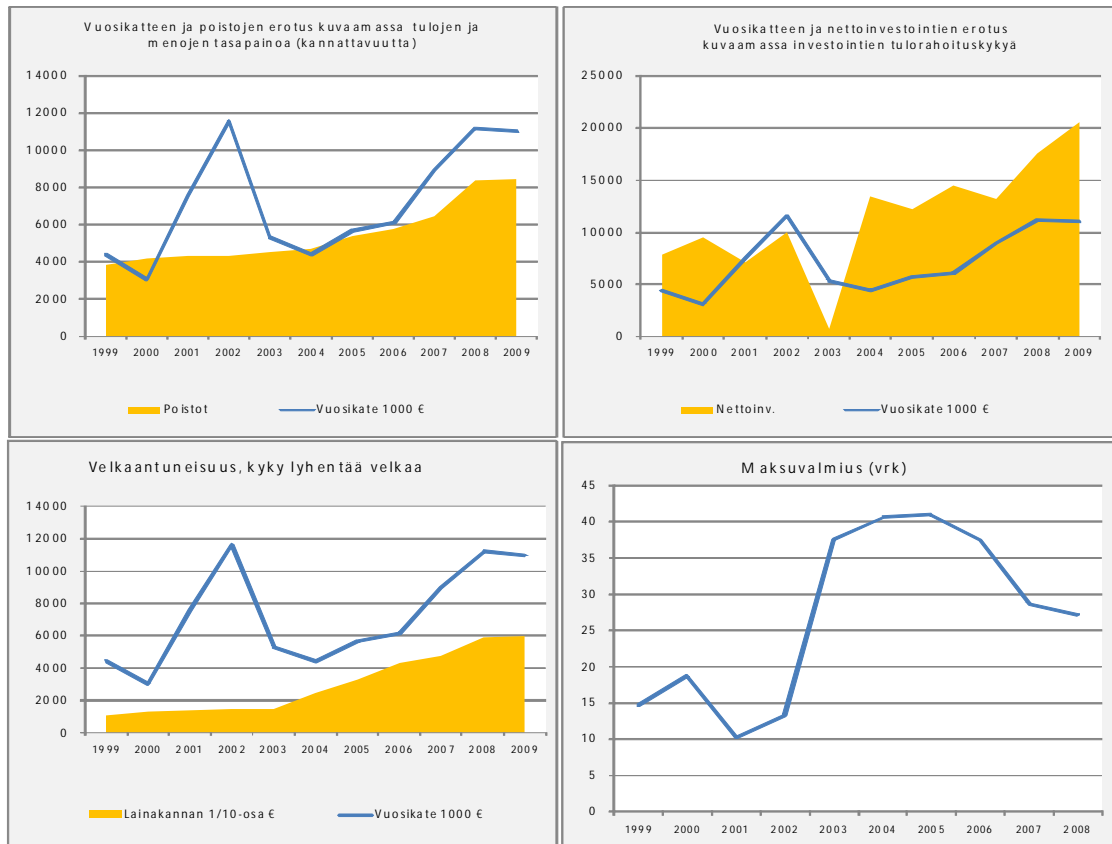 Vuosikatteen ja poistojen erotus kuvaamassa tulojen ja
menojen tasapainoa (kannattavuutta)
14000
12000
10000
8000
6000
4000
2000
0
1999 2000 2001 2002 2003 2004 2005 2006 2007 2008 2009
Poistot Vuosikate 1000 €
Vuosikatteen ja nettoinvestointien erotus
kuvaamassa investointien tulorahoituskykyä
25000
20000
15000
10000
5000
0
1999 2000 2001 2002 2003 2004 2005 2006 2007 2008 2009
Nettoinv. Vuosikate 1000 €
Velkaantuneisuus, kyky lyhentää velkaa
14000
12000
10000
8000
6000
4000
2000
0
1999 2000 2001 2002 2003 2004 2005 2006 2007 2008 2009
Lainakannan 1/10-osa € Vuosikate 1000 €
Maksuvalmius (vrk)
45
40
35
30
25
20
15
10
5
0
1999 2000 2001 2002 2003 2004 2005 2006 2007 2008